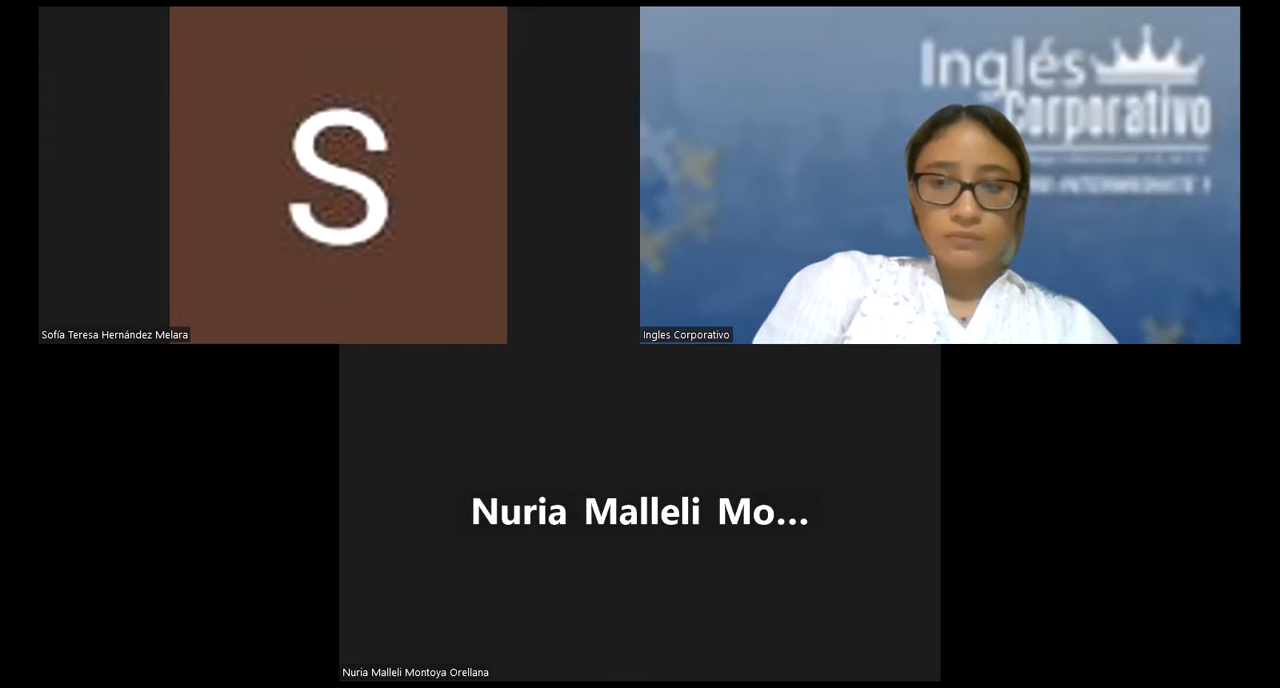 S
Sofía Teresa Hernández Melara
Inglés
Corporativo
Ingles Corporativo
Nuria Malleli Mo...
Nuria Malleli Montoya Orellana